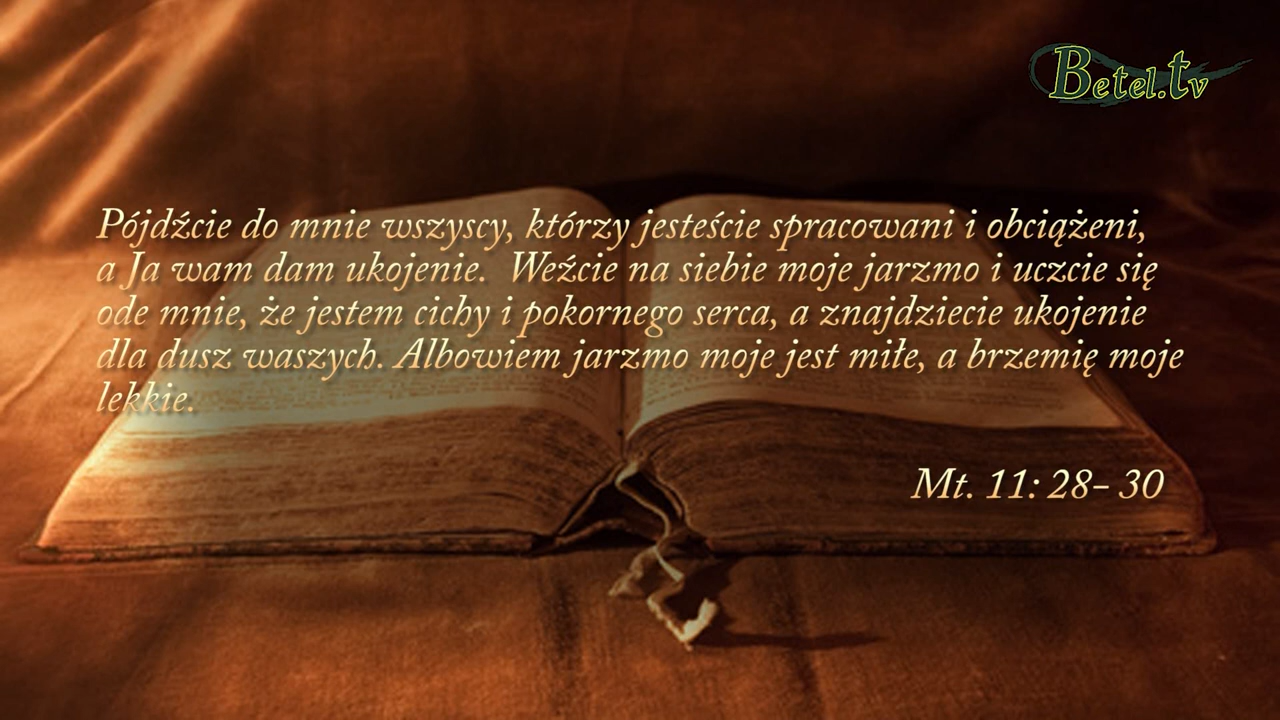 Betel.tv
Pójdźcie do mnie wszyscy, którzy jesteście spracowani i obciążeni,
a Ja wam dam ukojenie. Weźcie na siebie moje jarzmo i uczcie się
ode mnie, że jestem cichy i pokornego serca, a znajdziecie ukojenie
dla dusz waszych. Albowiem jarzmo moje jest miłe, a brzemię moje
lekkie.
Mt. 11: 28- 30